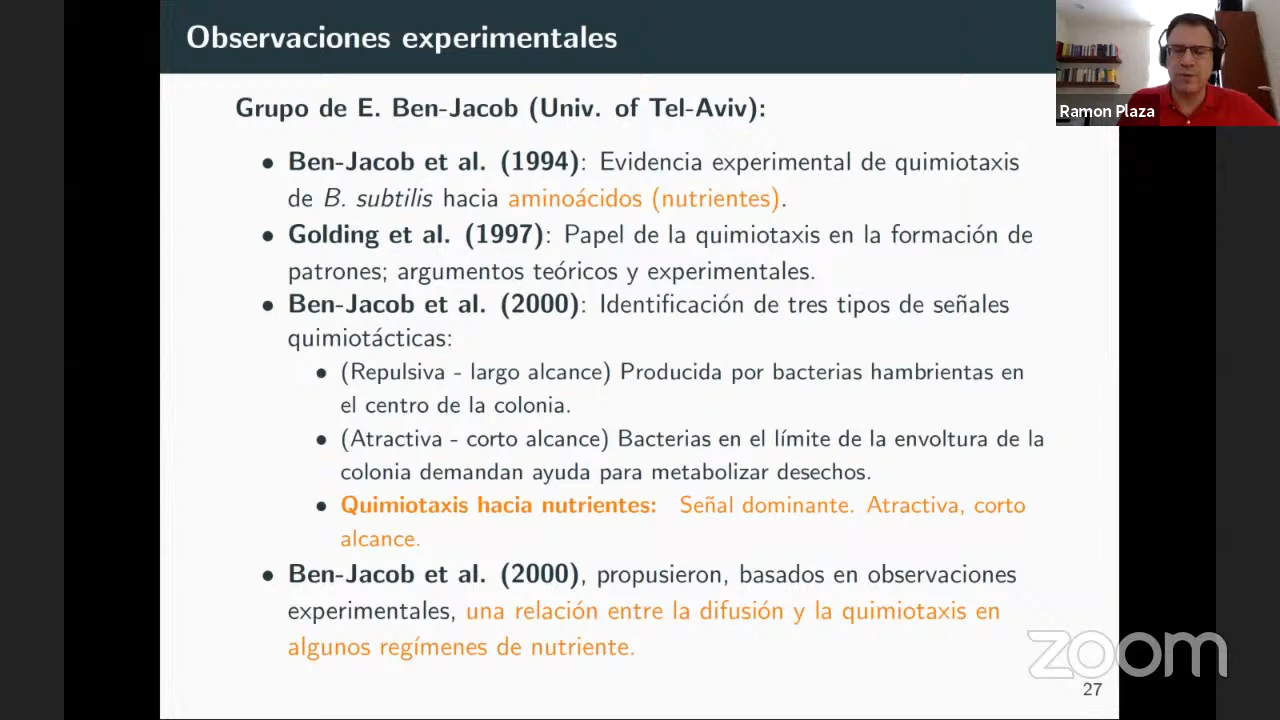 Observaciones experimentales
Ramon Plaza
Grupo de E. Ben-Jacob (Univ. of Tel-Aviv):
• Ben-Jacob et al. (1994): Evidencia experimental de quimiotaxis
de B. subtilis hacia aminoácidos (nutrientes).
• Golding et al. (1997): Papel de la quimiotaxis en la formación de
patrones; argumentos teóricos y experimentales.
• Ben-Jacob et al. (2000): Identificación de tres tipos de señales
quimiotácticas:
• (Repulsiva - largo alcance) Producida por bacterias hambrientas en
el centro de la colonia.
• (Atractiva - corto alcance) Bacterias en el límite de la envoltura de la
colonia demandan ayuda para metabolizar desechos.
• Quimiotaxis hacia nutrientes: Señal dominante. Atractiva, corto
alcance.
• Ben-Jacob et al. (2000), propusieron, basados en observaciones
experimentales, una relación entre la difusión y la quimiotaxis en
algunos regímenes de nutriente.
zoom
27